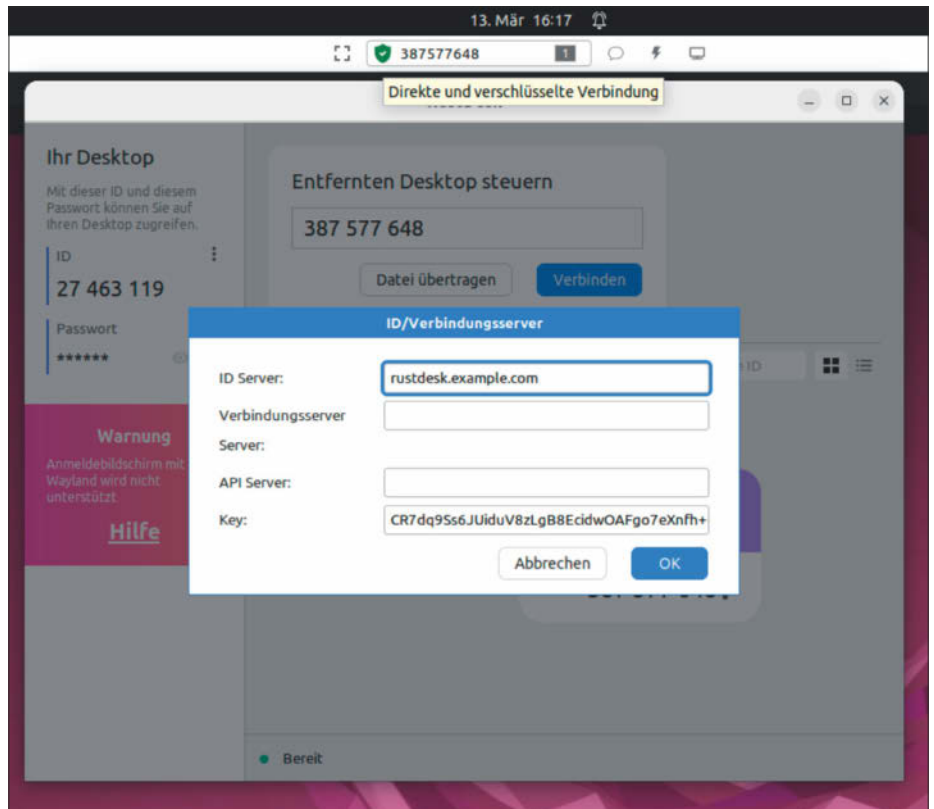 13. Mär 16:17
387577648 1
Direkte und verschlüsselte Verbindung
Ihr Desktop
Mit dieser ID und diesem
Passwort können Sie auf
Ihren Desktop zugreifen.
ID
27 463 119
Passwort
******
Warnung
Anmeldebildschirm mit
Wayland wird nicht
unterstützt
Hilfe
Entfernten Desktop steuern
387 577 648
Datei übertragen Verbinden
ID
ID/Verbindungsserver
ID Server: rustdesk.example.com
Verbindungsserver
Server:
API Server:
Key: CR7dq9Ss6JUiduV8zLgB8EcidwOAFgo7eXnfh+
Abbrechen OK
Bereit